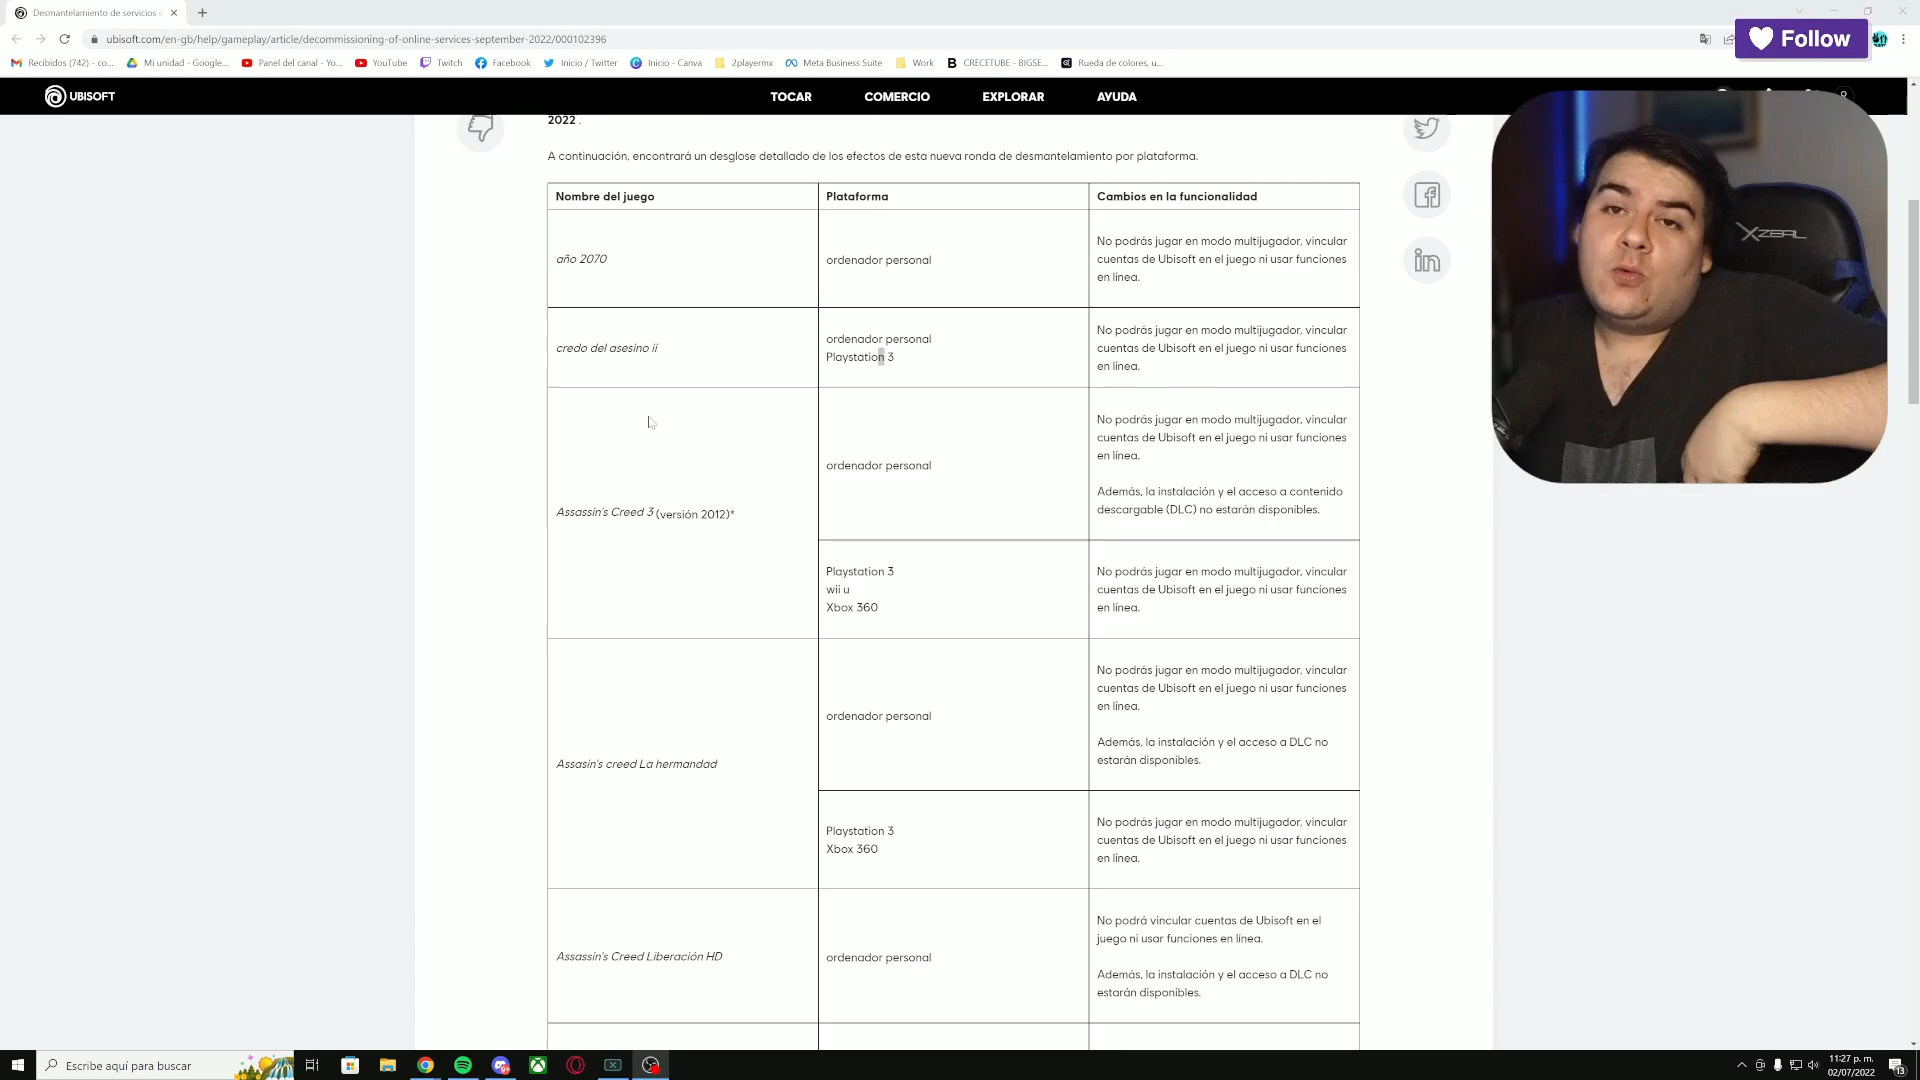 Desmantelamiento de servicios e
ubisoft.com/en-gb/help/gameplay/article/decommissioning-of-online-services-september-2022/000102396
Follow
Recibidos (742) - co...
Mi unidad - Google...
Panel del canal - Yo...
YouTube
Twitch
Facebook
Inicio / Twitter
Inicio - Canva
2playermx
Meta Business Suite
Work
CRECETUBE - BIGSE...
Rueda de colores, u...
UBISOFT
TOCAR
COMERCIO
EXPLORAR
AYUDA
2022 .
A continuación, encontrará un desglose detallado de los efectos de esta nueva ronda de desmantelamiento por plataforma.
Nombre del juego
Plataforma
Cambios en la funcionalidad
año 2070
ordenador personal
No podrás jugar en modo multijugador, vincular
cuentas de Ubisoft en el juego ni usar funciones
en línea.
credo del asesino ii
ordenador personal
Playstation 3
No podrás jugar en modo multijugador, vincular
cuentas de Ubisoft en el juego ni usar funciones
en línea.
Assassin's Creed 3 (versión 2012)*
ordenador personal
No podrás jugar en modo multijugador, vincular
cuentas de Ubisoft en el juego ni usar funciones
en línea.
Además, la instalación y el acceso a contenido
descargable (DLC) no estarán disponibles.
Playstation 3
wii u
Xbox 360
No podrás jugar en modo multijugador, vincular
cuentas de Ubisoft en el juego ni usar funciones
en línea.
Assasin's creed La hermandad
ordenador personal
No podrás jugar en modo multijugador, vincular
cuentas de Ubisoft en el juego ni usar funciones
en línea.
Además, la instalación y el acceso a DLC no
estarán disponibles.
Playstation 3
Xbox 360
No podrás jugar en modo multijugador, vincular
cuentas de Ubisoft en el juego ni usar funciones
en línea.
Assassin's Creed Liberación HD
ordenador personal
No podrá vincular cuentas de Ubisoft en el
juego ni usar funciones en línea.
Además, la instalación y el acceso a DLC no
estarán disponibles.
XZEAL
Escribe aquí para buscar
11:27 p. m.
02/07/2022
13